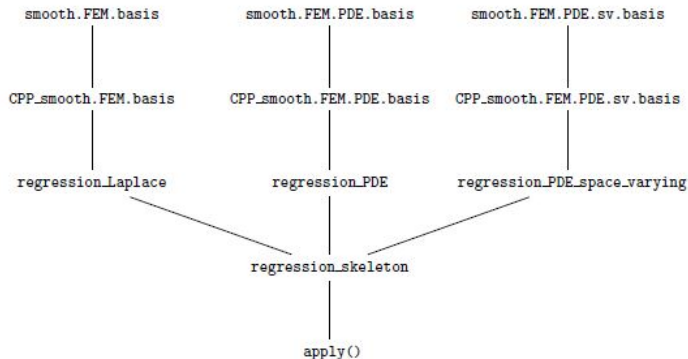 smooth.FEM.basis smooth.FEM.PDE.basis smooth.FEM.PDE.sv.basis
CPP_smooth.FEM.basis CPP_smooth.FEM.PDE.basis CPP_smooth.FEM.PDE.sv.basis
regression_Laplace regression_PDE regression_PDE_space_varying
regression_skeleton
apply()